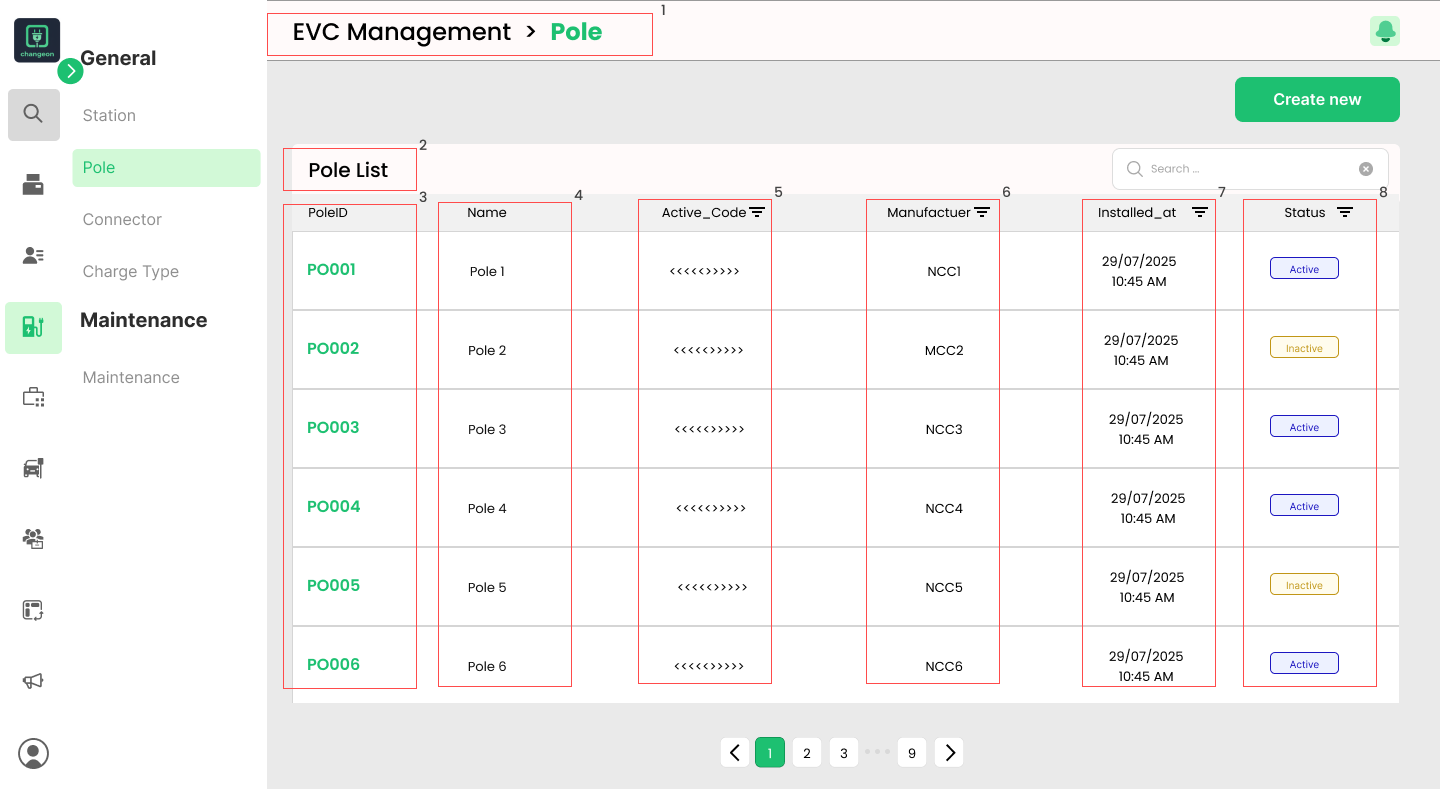 changeon
General
Station
Pole
Connector
Charge Type
Maintenance
Maintenance
EVC Management > Pole
1
Create new
Pole List
2
Search ...
PoleID
3
Name
4
Active_Code
5
Manufactuer
6
Installed_at
7
Status
8
PO001
Pole 1
<<<<<>>>>>
NCC1
29/07/2025
10:45 AM
Active
PO002
Pole 2
<<<<<>>>>>
MCC2
29/07/2025
10:45 AM
Inactive
PO003
Pole 3
<<<<<>>>>>
NCC3
29/07/2025
10:45 AM
Active
PO004
Pole 4
<<<<<>>>>>
NCC4
29/07/2025
10:45 AM
Active
PO005
Pole 5
<<<<<>>>>>
NCC5
29/07/2025
10:45 AM
Inactive
PO006
Pole 6
<<<<<>>>>>
NCC6
29/07/2025
10:45 AM
Active
1 2 3 ••• 9